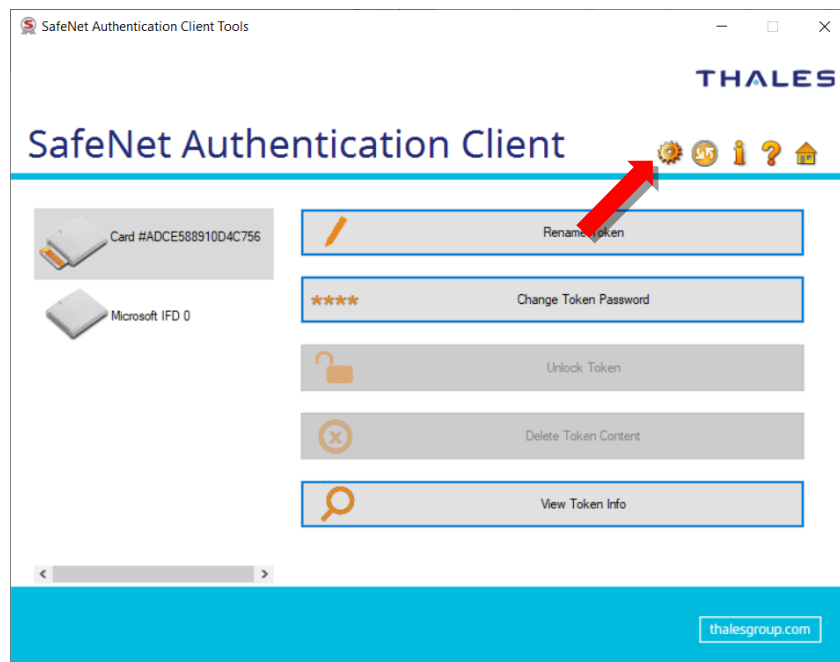 SafeNet Authentication Client Tools
THALES
SafeNet Authentication Client
Card #ADCE588910D4C756
Microsoft IFD 0
Rename Token
**** Change Token Password
Unlock Token
Delete Token Content
View Token Info
thalesgroup.com